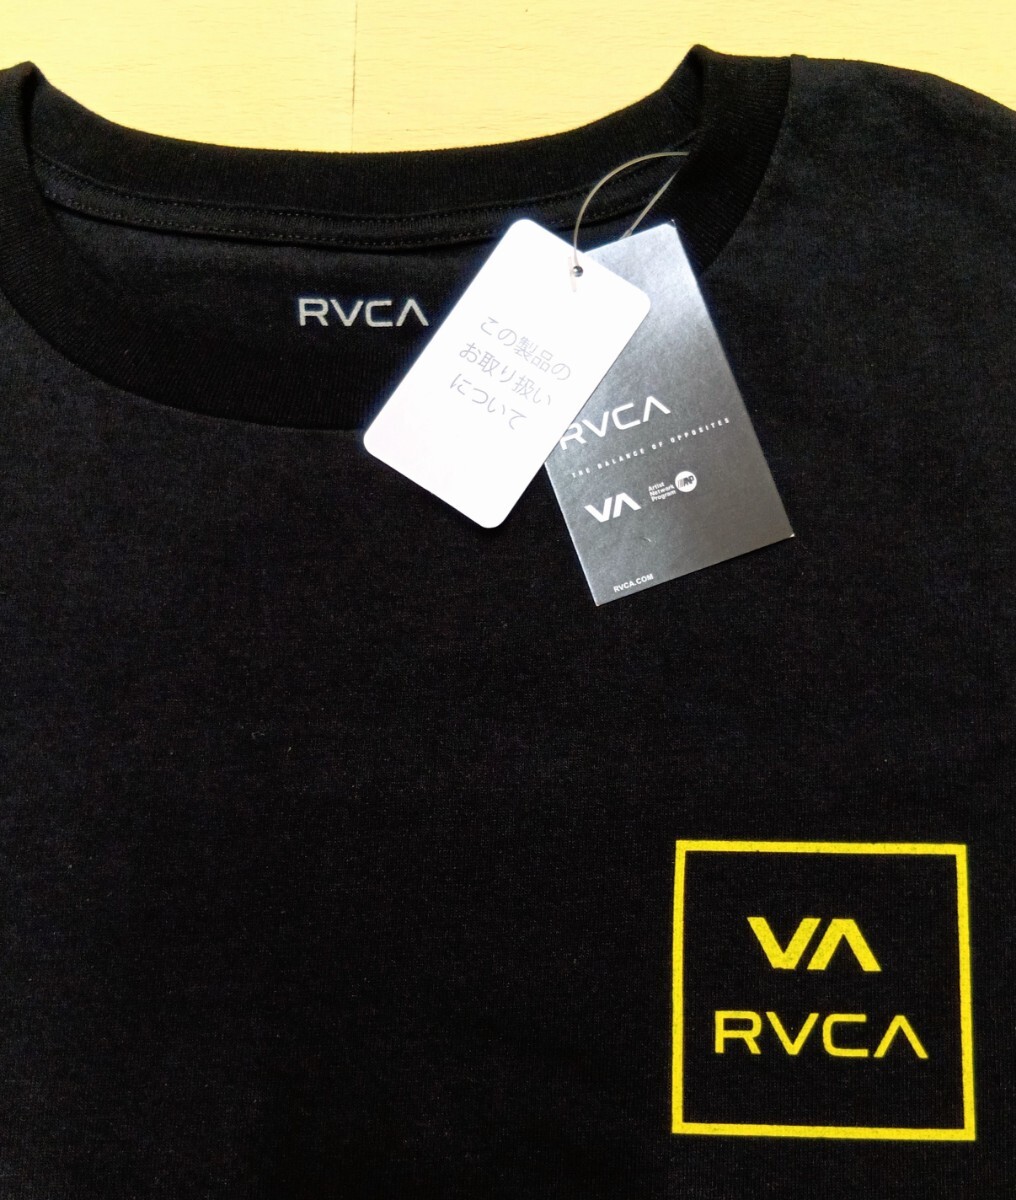 RVCA
この製品の
お取り扱い
について
RVCA
THE BALANCE OF OPPOSITES
VA
Artist
Network
Program
ANP
RVCA.COM
VA
RVCA